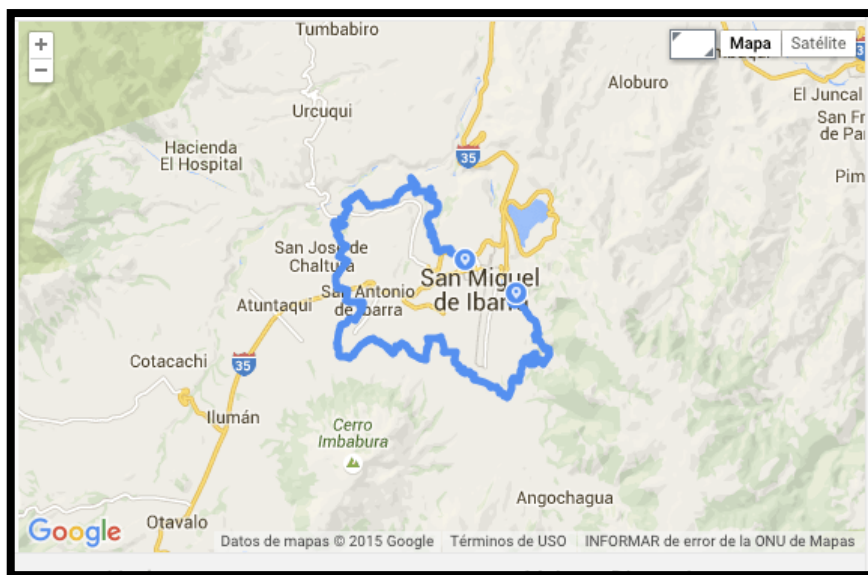 Tumbabiro
+
−
Mapa
Satélite
Aloburo
El Juncal
Urcuqui
San Fr
de Pa
Hacienda
El Hospital
35
Pim
San José de
Chaltura
San Miguel
de Ibarra
San Antonio
de Ibarra
Atuntaqui
Cotacachi
35
Ilumán
Cerro
Imbabura
Angochagua
Otavalo
Google
Datos de mapas © 2015 Google
Términos de USO
INFORMAR de error de la ONU de Mapas